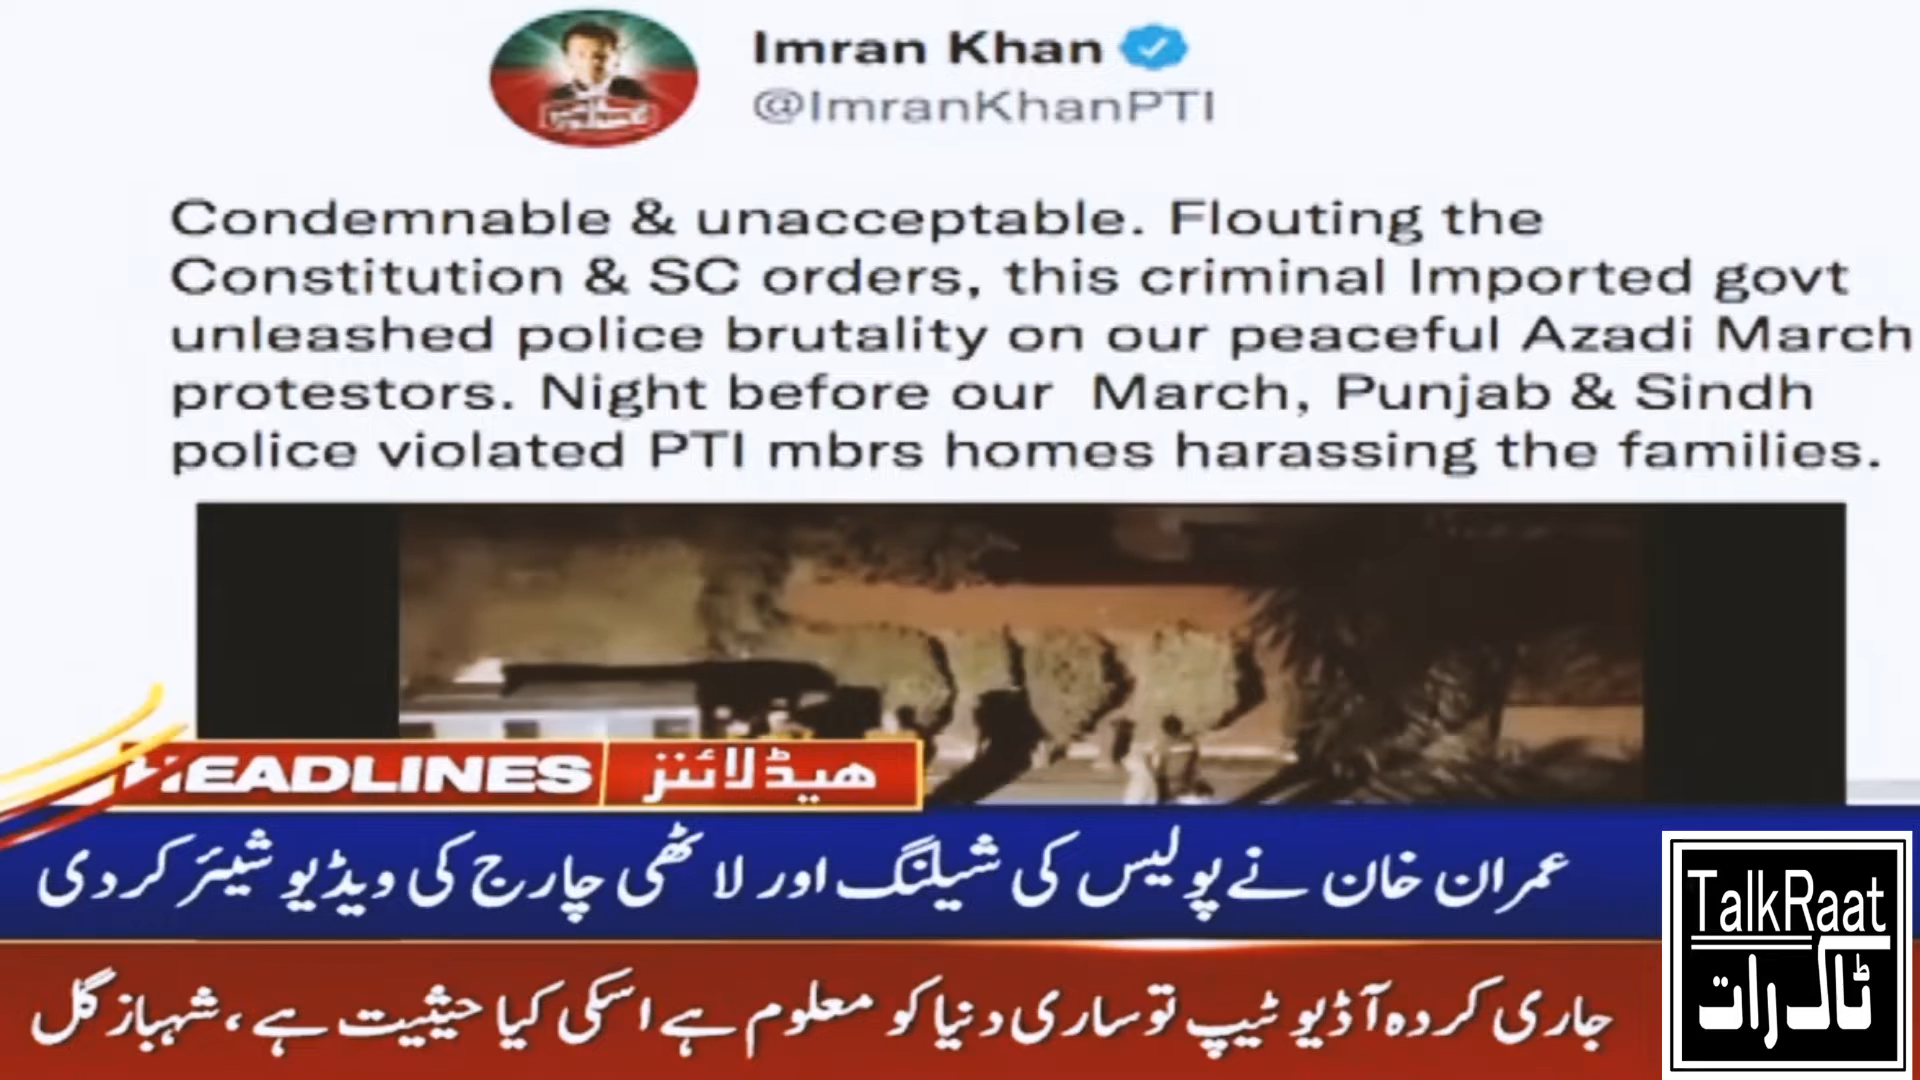 Imran Khan
@ImranKhanPTI
Condemnable & unacceptable. Flouting the
Constitution & SC orders, this criminal Imported govt
unleashed police brutality on our peaceful Azadi March
protestors. Night before our March, Punjab & Sindh
police violated PTI mbrs homes harassing the families.
HEADLINES ھیڈلائنز
عمران خان نے پولیس کی شیلنگ اور لاٹھی چارج کی ویڈیو شیئر کر دی
جاری کردہ آڈیو ٹیپ تو ساری دنیا کو معلوم ہے اسکی کیا حیثیت ہے، شہباز گل
TalkRaat
ٹاک رات